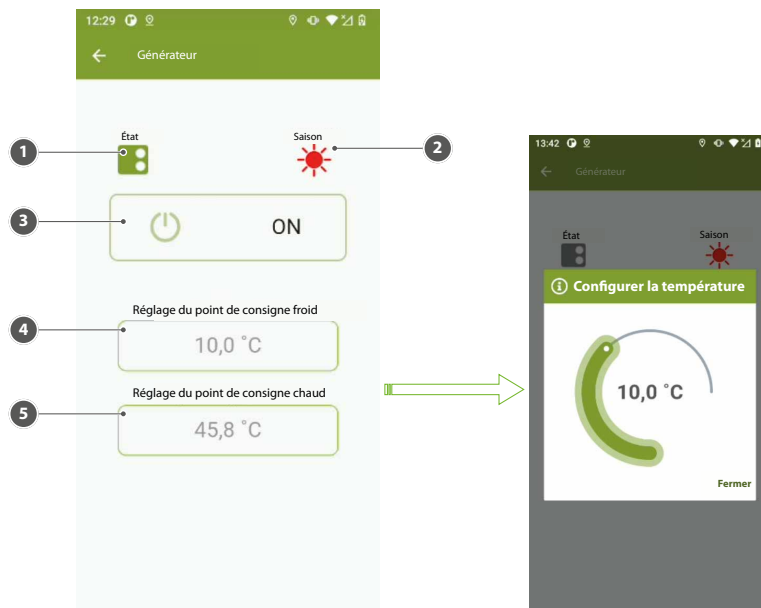 12:29
Générateur
État
Saison
1
2
3
ON
Réglage du point de consigne froid
4
10,0 °C
Réglage du point de consigne chaud
5
45,8 °C
13:42
Générateur
État
Saison
Configurer la température
10,0 °C
Fermer